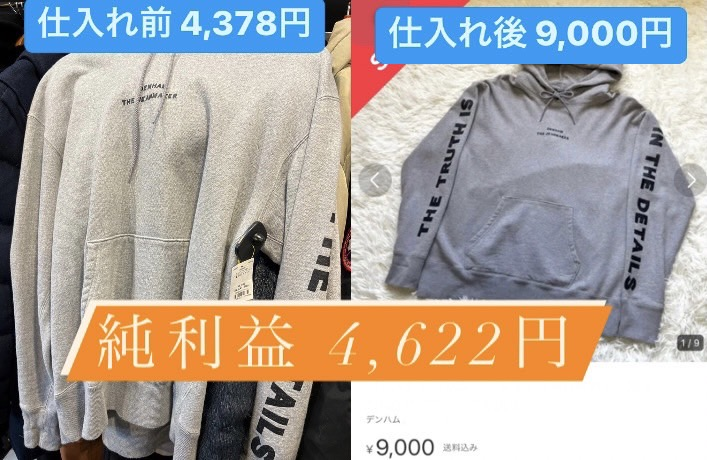 仕入れ前 4,378円
仕入れ後 9,000円
THE
DETAILS
DENHAM
THE JEANMAKER
THE TRUTH IS
IN THE DETAILS
純利益 4,622円
1/9
デンハム
¥9,000 送料込み